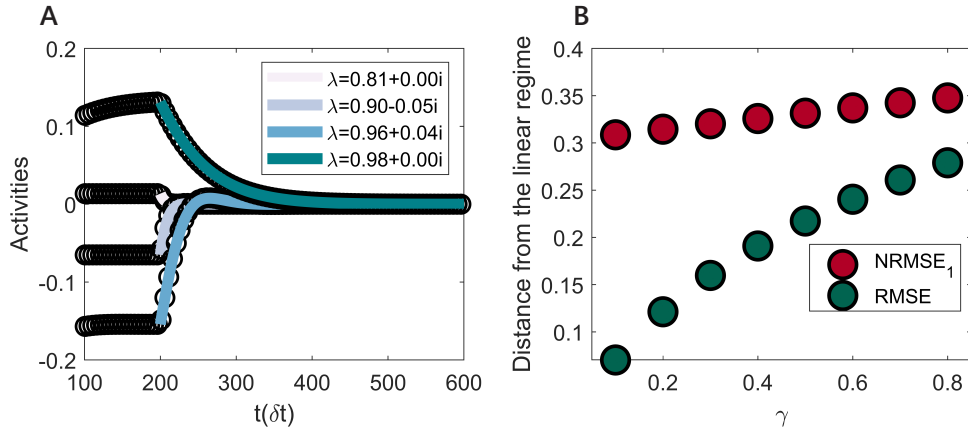 A
0.2
0.1
0
-0.1
-0.2
Activities
100
200
300
400
500
600
t(δt)
λ=0.81+0.00i
λ=0.90-0.05i
λ=0.96+0.04i
λ=0.98+0.00i
B
0.4
0.35
0.3
0.25
0.2
0.15
0.1
Distance from the linear regime
0.2
0.4
0.6
0.8
γ
NRMSE₁
RMSE